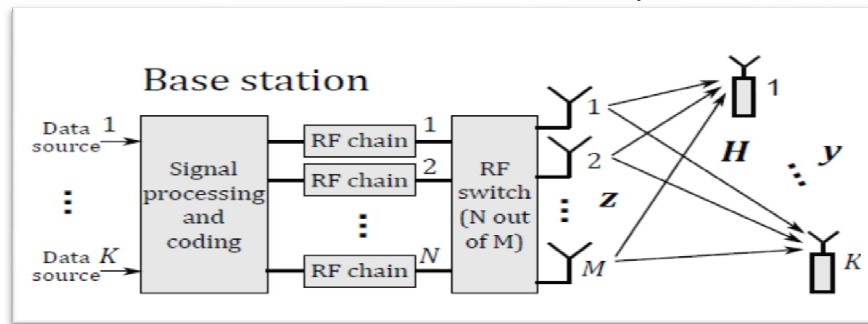 Base station
Data 1
source
Signal
processing
and
coding
RF chain
1
RF chain
2
RF chain
N
RF
switch
(N out
of M)
1
2
z
M
H
y
1
K
Data K
source